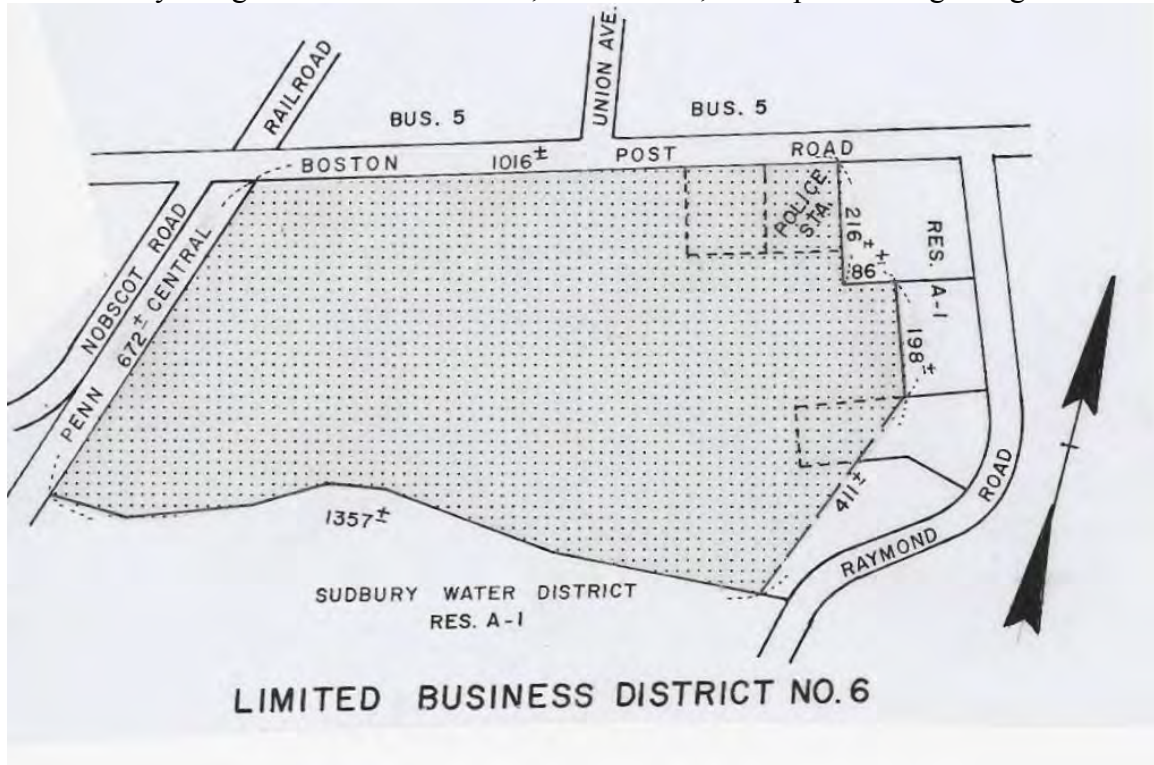 RAILROAD
UNION AVE.
BUS. 5
BUS. 5
BOSTON 1016± POST ROAD
NOBSCOT ROAD
PENN 672± CENTRAL
POLICE
STA.
216±
86±
RES. A-1
198±
411±
RAYMOND ROAD
1357±
SUDBURY WATER DISTRICT
RES. A-1
LIMITED BUSINESS DISTRICT NO. 6